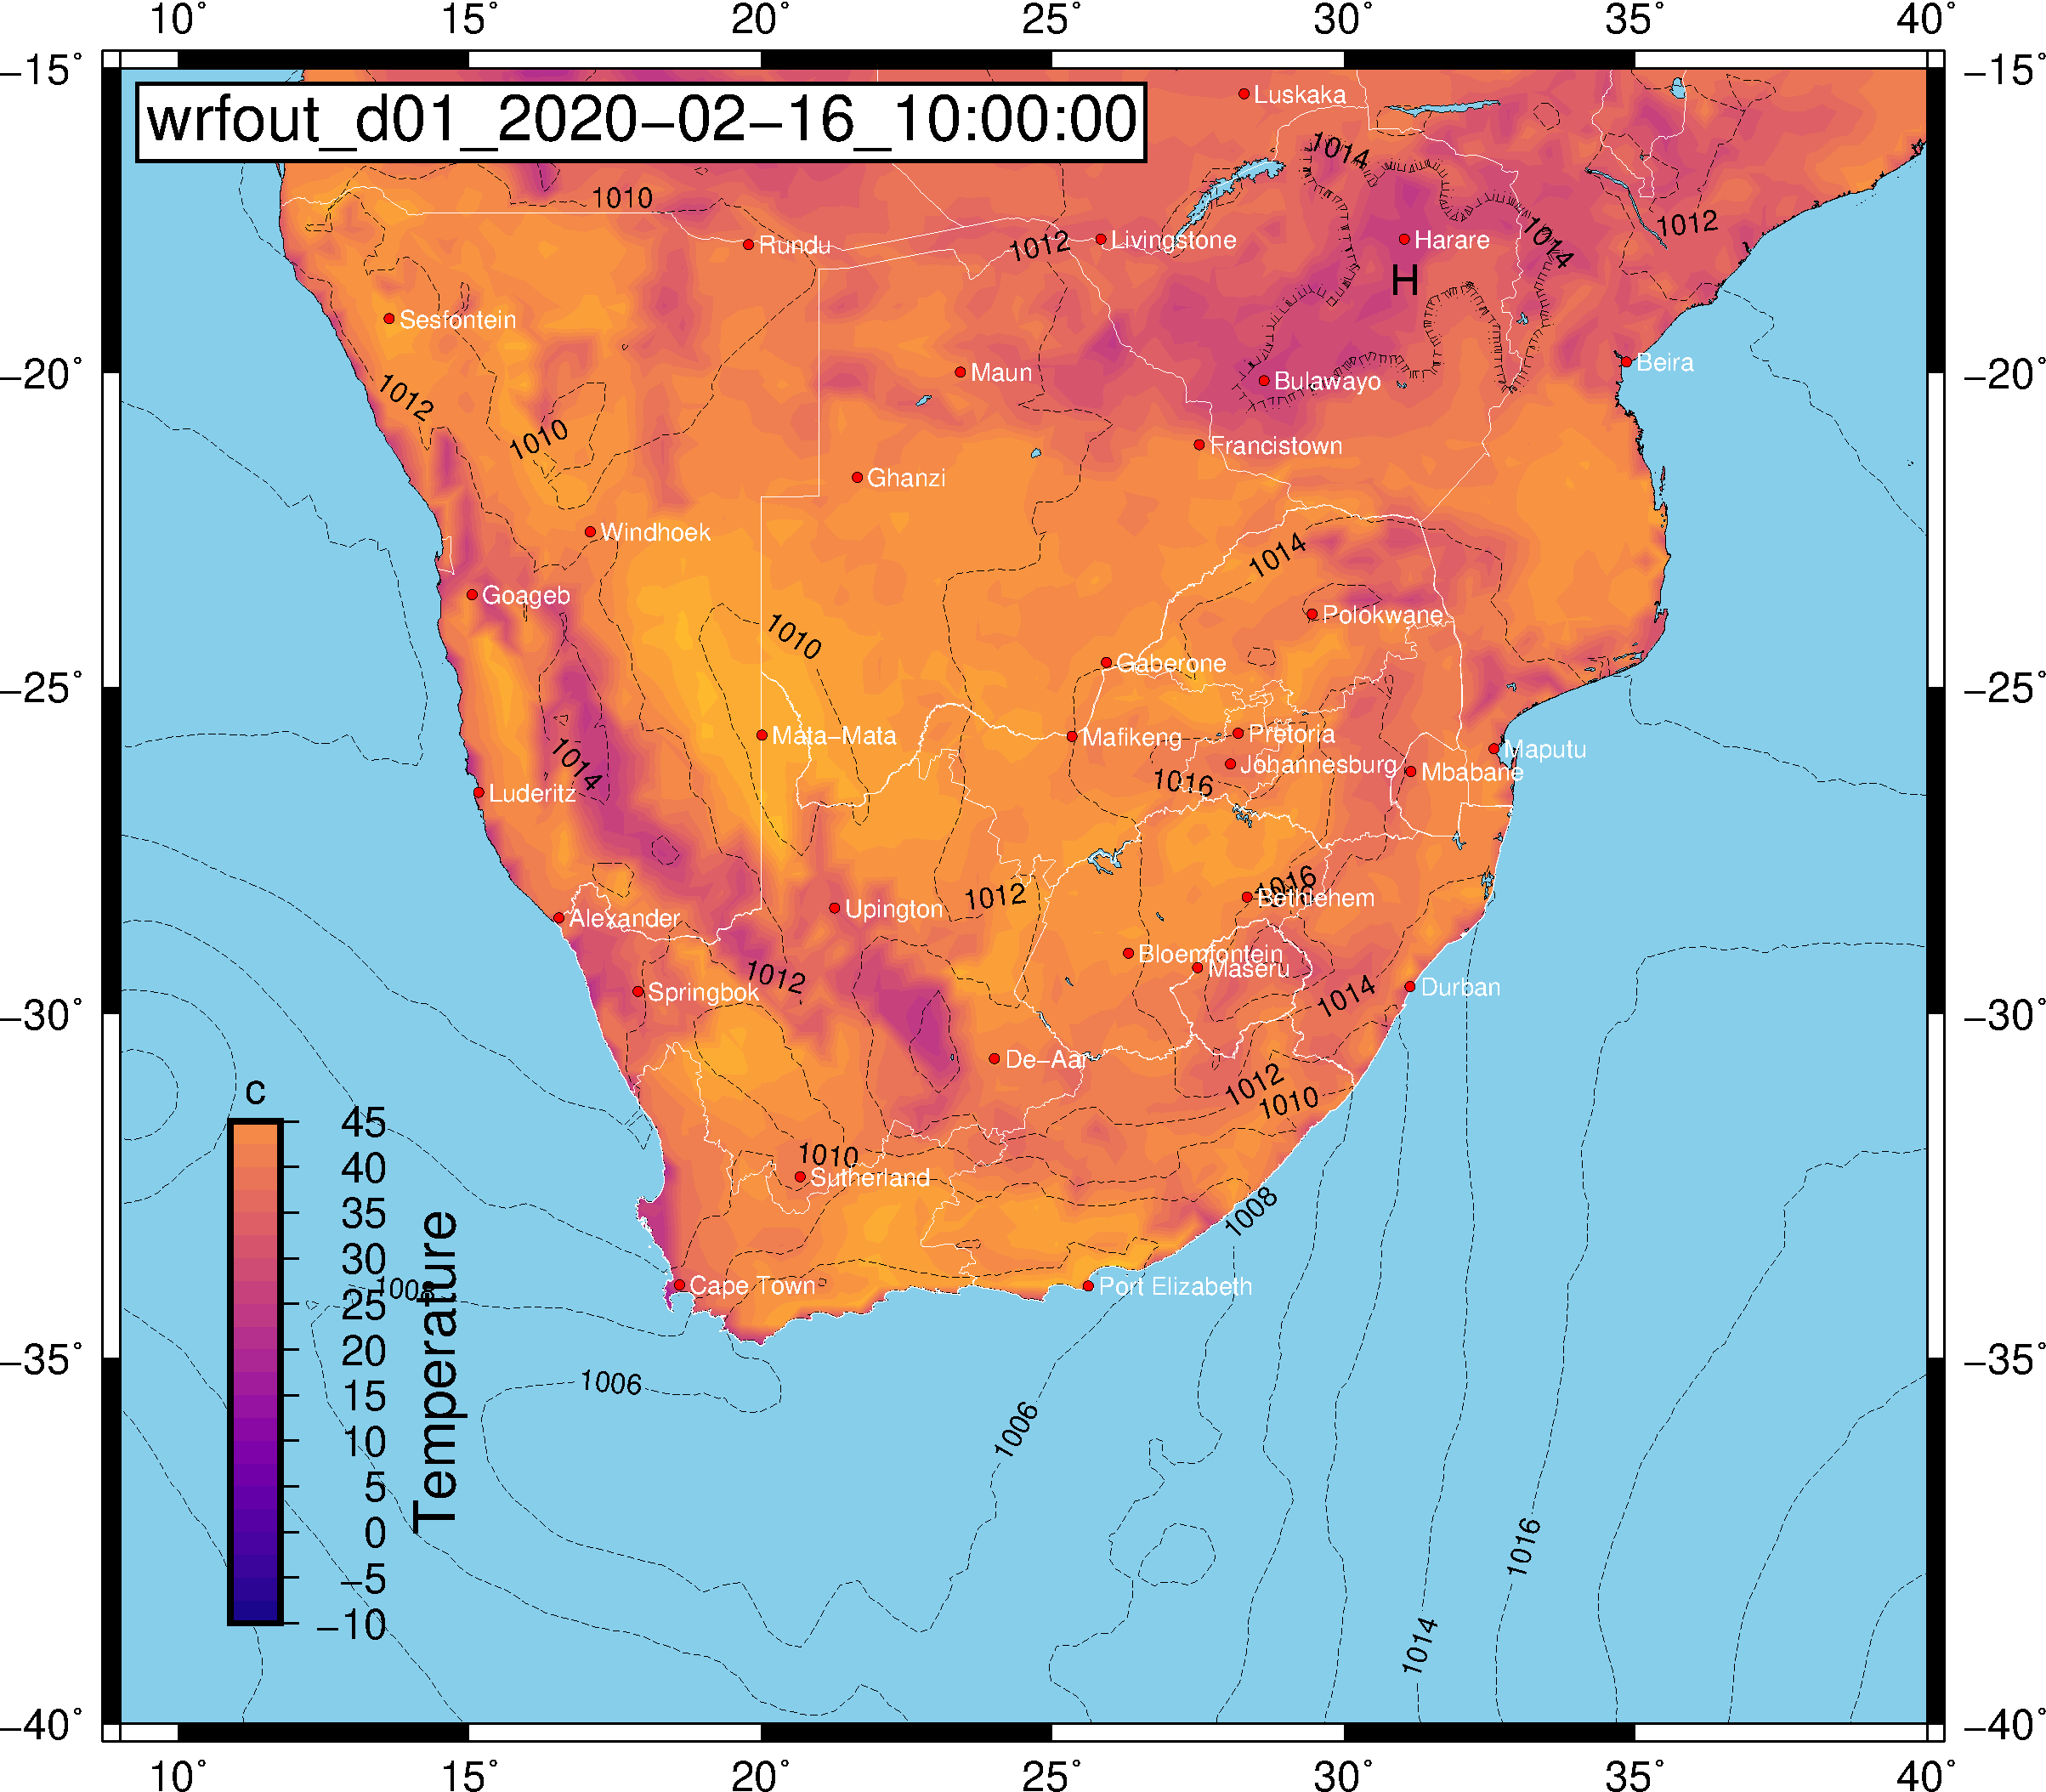 10° 15° 20° 25° 30° 35° 40°
−15° −15°
wrfout_d01_2020−02−16_10:00:00
Luskaka
1014
1010
1012
1014
Rundu
1012
Livingstone
Harare
H
Sesfontein
Beira
−20° −20°
Maun
Bulawayo
1012
1010
Francistown
Ghanzi
Windhoek
1014
Goageb
Polokwane
1010
Gaberone
−25° −25°
Mata−Mata
Mafikeng
Pretoria
Maputu
1014
Johannesburg
Mbabane
1016
Luderitz
1016
1012
Bethlehem
Alexander
Upington
Bloemfontein
Maseru
1012
Springbok
1014
Durban
−30° −30°
De−Aar
1012
1010
c
45
40
35
30
25
20
15
10
5
0
−5
−10
Temperature
1010
Sutherland
1008
1008
Cape Town
Port Elizabeth
−35° −35°
1006
1006
1016
1014
−40° −40°
10° 15° 20° 25° 30° 35° 40°